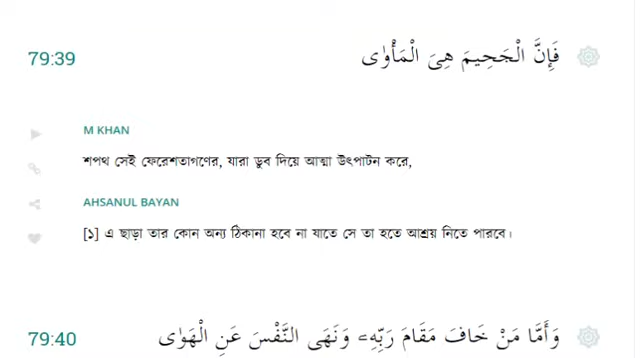 79:39 فَإِنَّ الْجَحِيمَ هِىَ الْمَأْوٰى
M KHAN
শপথ সেই ফেরেশতাগণের, যারা ডুব দিয়ে আত্মা উৎপাটন করে,
AHSANUL BAYAN
[১] এ ছাড়া তার কোন অন্য ঠিকানা হবে না যাতে সে তা হতে আশ্রয় নিতে পারবে।
79:40 وَأَمَّا مَنْ خَافَ مَقَامَ رَبِّهِۦ وَنَهَى النَّفْسَ عَنِ الْهَوٰى